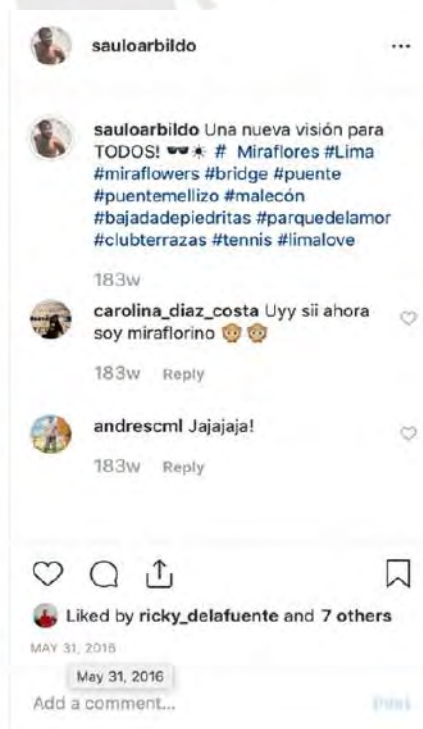 sauloarbildo
sauloarbildo Una nueva visión para
TODOS! 🕶☀ # Miraflores #Lima
#miraflowers #bridge #puente
#puentemellizo #malecón
#bajadadepiedritas #parquedelamor
#clubterrazas #tennis #limalove
183w
carolina_diaz_costa Uyy sii ahora
soy miraflorino 🐵 🐵
183w Reply
andrescml Jajajaja!
183w Reply
Liked by ricky_delafuente and 7 others
MAY 31, 2016
May 31, 2016
Add a comment...
Post